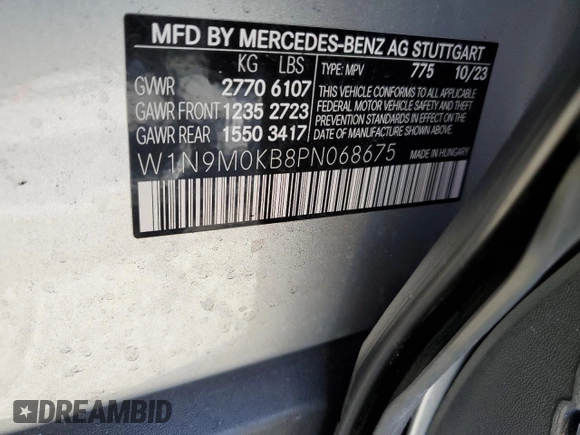 MFD BY MERCEDES-BENZ AG STUTTGART
KG LBS TYPE: MPV 775 10/23
GVWR 2770 6107
GAWR FRONT 1235 2723
GAWR REAR 1550 3417
THIS VEHICLE CONFORMS TO ALL APPLICABLE
FEDERAL MOTOR VEHICLE SAFETY AND THEFT
PREVENTION STANDARDS IN EFFECT ON THE
DATE OF MANUFACTURE SHOWN ABOVE.
W1N9M0KB8PN068675 MADE IN HUNGARY
DREAMBID